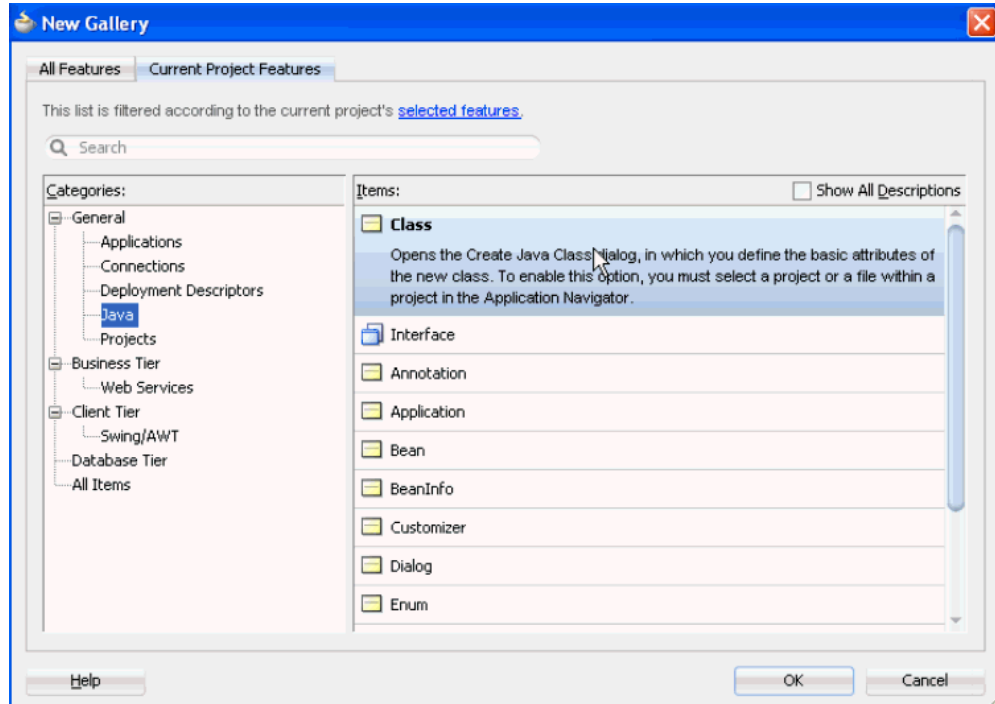 New Gallery
All Features
Current Project Features
This list is filtered according to the current project's selected features.
Search
Categories:
General
Applications
Connections
Deployment Descriptors
Java
Projects
Business Tier
Web Services
Client Tier
Swing/AWT
Database Tier
All Items
Items:
Show All Descriptions
Class
Opens the Create Java Class dialog, in which you define the basic attributes of
the new class. To enable this option, you must select a project or a file within a
project in the Application Navigator.
Interface
Annotation
Application
Bean
BeanInfo
Customizer
Dialog
Enum
Help
OK
Cancel